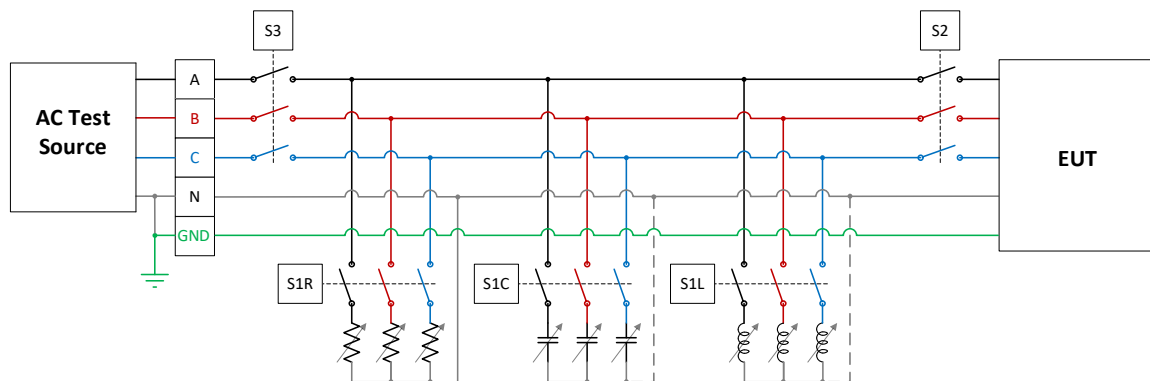 S3
S2
AC Test
Source
A
B
C
N
GND
EUT
S1R
S1C
S1L